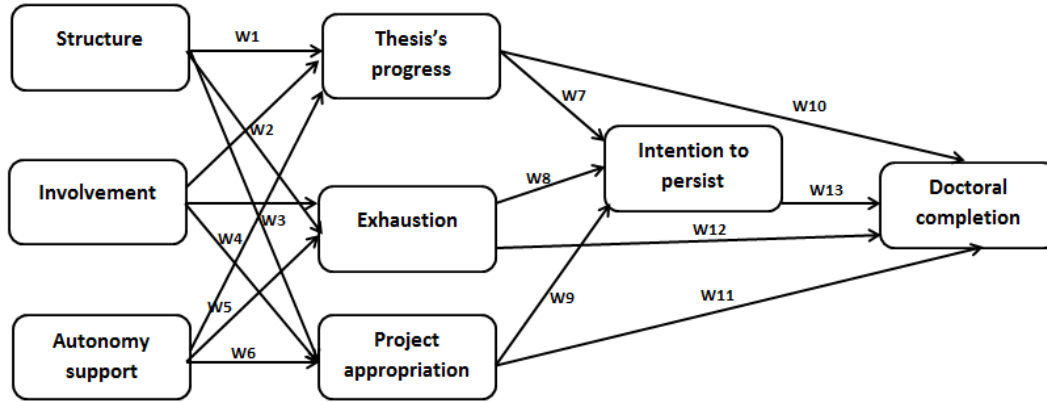 Structure
W1
Thesis's
progress
W7
W10
W2
Intention to
persist
Involvement
W8
W13
Doctoral
completion
W3
Exhaustion
W4
W12
W9
W11
W5
Autonomy
support
W6
Project
appropriation